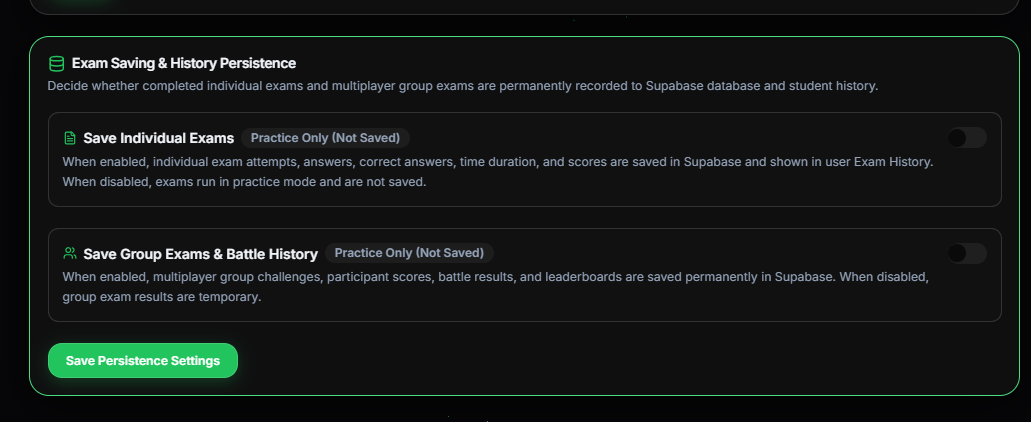 Exam Saving & History Persistence
Decide whether completed individual exams and multiplayer group exams are permanently recorded to Supabase database and student history.
Save Individual Exams Practice Only (Not Saved)
When enabled, individual exam attempts, answers, correct answers, time duration, and scores are saved in Supabase and shown in user Exam History.
When disabled, exams run in practice mode and are not saved.
Save Group Exams & Battle History Practice Only (Not Saved)
When enabled, multiplayer group challenges, participant scores, battle results, and leaderboards are saved permanently in Supabase. When disabled,
group exam results are temporary.
Save Persistence Settings